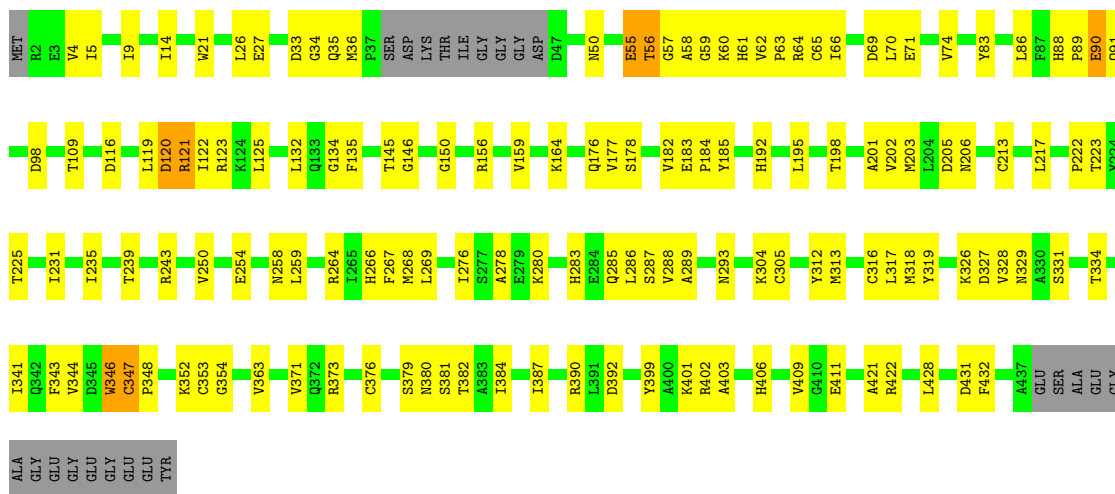 MET R2 E3 V4 I5 I9 I14 W21 L26 E27 D33 G34 Q35 M36 P37 SER ASP LYS THR ILE GLY GLY GLY ASP D47 N50 E55 T56 G57 A58 G59 K60 H61 V62 P63 R64 C65 I66 D69 L70 E71 V74 Y83 L86 F87 H88 P89 E90 Q91
D98 T109 D116 L119 D120 R121 I122 R123 K124 L125 L132 Q133 G134 F135 T145 G146 G150 R156 V159 K164 Q176 V177 S178 V182 E183 P184 Y185 H192 L195 T198 A201 V202 M203 L204 D205 N206 C213 L217 P222 T223 Y224
T225 I231 I235 T239 R243 V250 E254 N258 L259 R264 I265 H266 F267 M268 L269 I276 S277 A278 E279 K280 H283 E284 Q285 L286 S287 V288 A289 N293 K304 C305 Y312 M313 C316 L317 M318 Y319 K326 D327 V328 N329 A330 S331 T334
I341 Q342 F343 V344 D345 W346 C347 P348 K352 C353 G354 V363 V371 Q372 R373 C376 S379 N380 S381 T382 A383 I384 I387 R390 L391 D392 Y399 A400 K401 R402 A403 H406 V409 G410 E411 A421 R422 L428 D431 F432 A437 GLU SER ALA GLU GLY
ALA GLY GLU GLY GLU GLY GLU GLU TYR